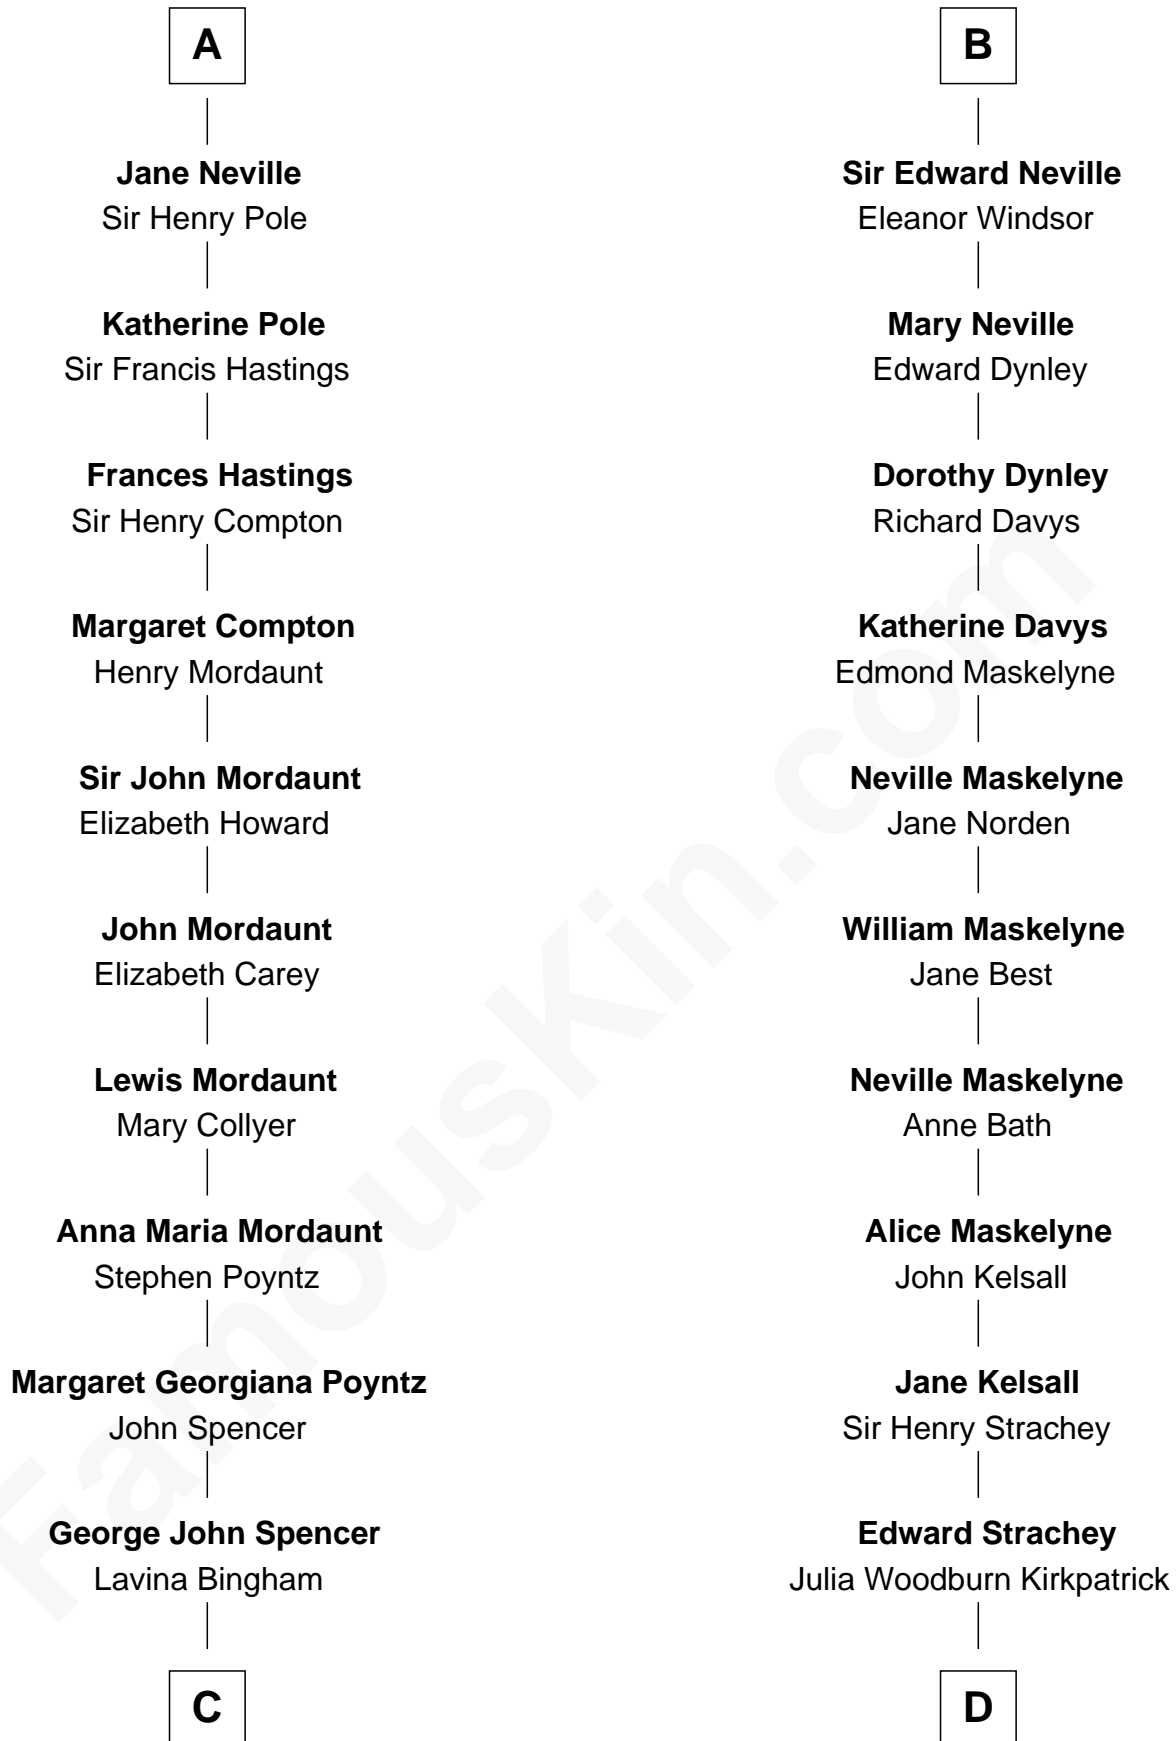 A
Jane Neville
Sir Henry Pole
Katherine Pole
Sir Francis Hastings
Frances Hastings
Sir Henry Compton
Margaret Compton
Henry Mordaunt
Sir John Mordaunt
Elizabeth Howard
John Mordaunt
Elizabeth Carey
Lewis Mordaunt
Mary Collyer
Anna Maria Mordaunt
Stephen Poyntz
Margaret Georgiana Poyntz
John Spencer
George John Spencer
Lavina Bingham
C
B
Sir Edward Neville
Eleanor Windsor
Mary Neville
Edward Dynley
Dorothy Dynley
Richard Davys
Katherine Davys
Edmond Maskelyne
Neville Maskelyne
Jane Norden
William Maskelyne
Jane Best
Neville Maskelyne
Anne Bath
Alice Maskelyne
John Kelsall
Jane Kelsall
Sir Henry Strachey
Edward Strachey
Julia Woodburn Kirkpatrick
D
FamousKin.com